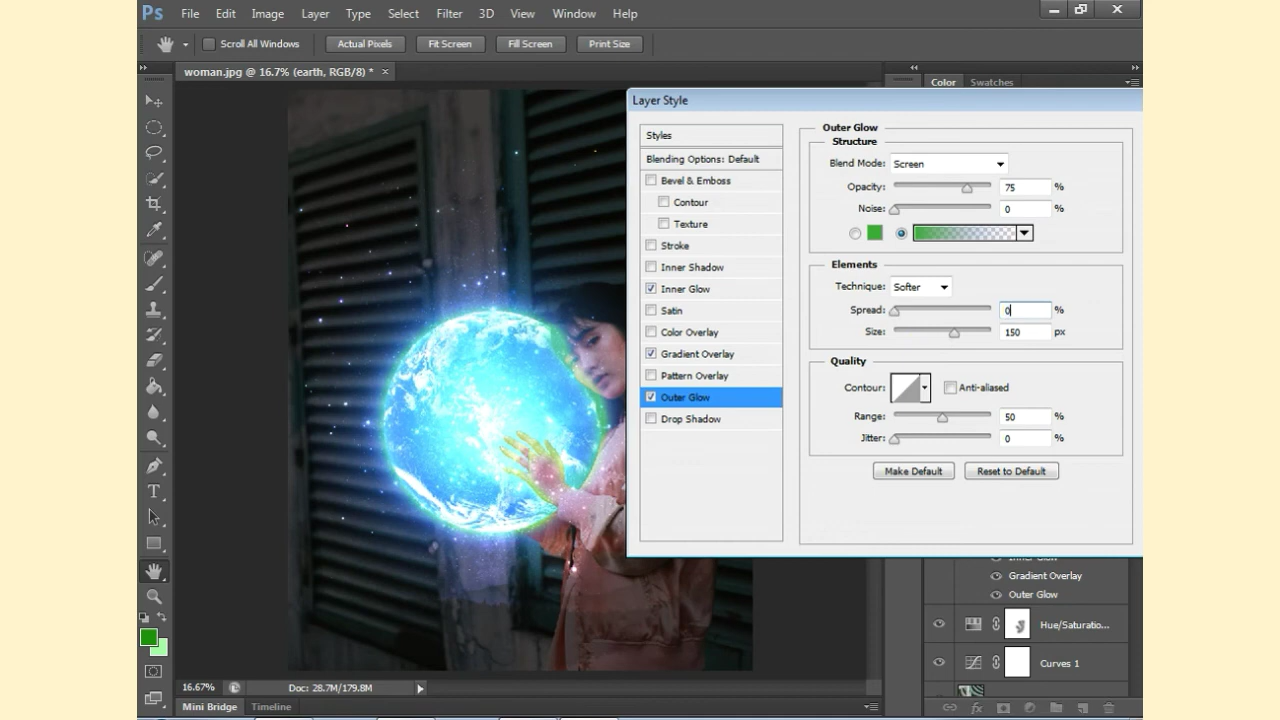 Ps File Edit Image Layer Type Select Filter 3D View Window Help
Scroll All Windows Actual Pixels Fit Screen Fill Screen Print Size
woman.jpg @ 16.7% (earth, RGB/8) * ×
Color Swatches
Layer Style
Styles
Blending Options: Default
Bevel & Emboss
Contour
Texture
Stroke
Inner Shadow
Inner Glow
Satin
Color Overlay
Gradient Overlay
Pattern Overlay
Outer Glow
Drop Shadow
Outer Glow
Structure
Blend Mode: Screen
Opacity: 75 %
Noise: 0 %
Elements
Technique: Softer
Spread: 0 %
Size: 150 px
Quality
Contour: Anti-aliased
Range: 50 %
Jitter: 0 %
Make Default Reset to Default
Inner Glow
Gradient Overlay
Outer Glow
Hue/Saturatio...
Curves 1
16.67% Doc: 28.7M/179.8M
Mini Bridge Timeline